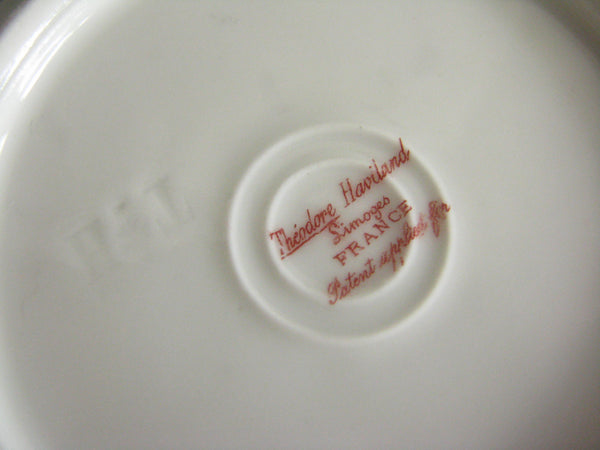 Théodore Haviland
Limoges
FRANCE
Patent applied for